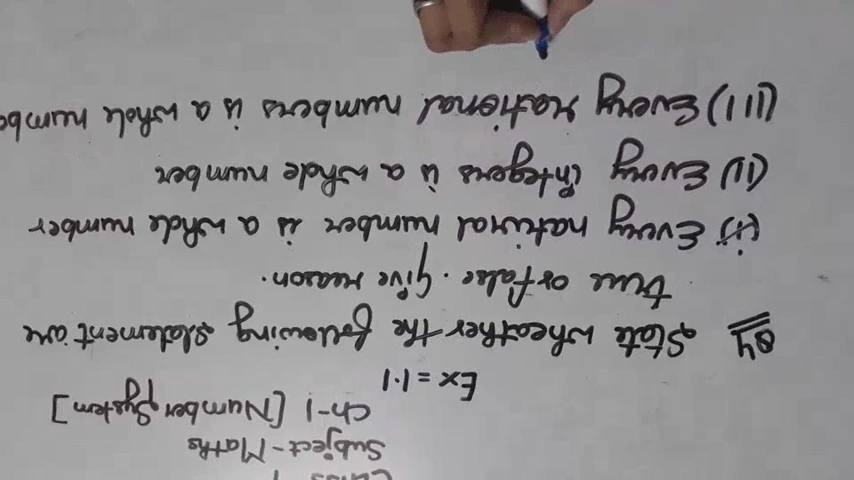 Subject-Maths
Ch-1 [Number System]
Ex = 1.1
Q4 State wheather the following statement are
true or false. Give reason.
(i) Every natural number is a whole number
(ii) Every integers is a whole number
(iii) Every rational numbers is a whole numbe